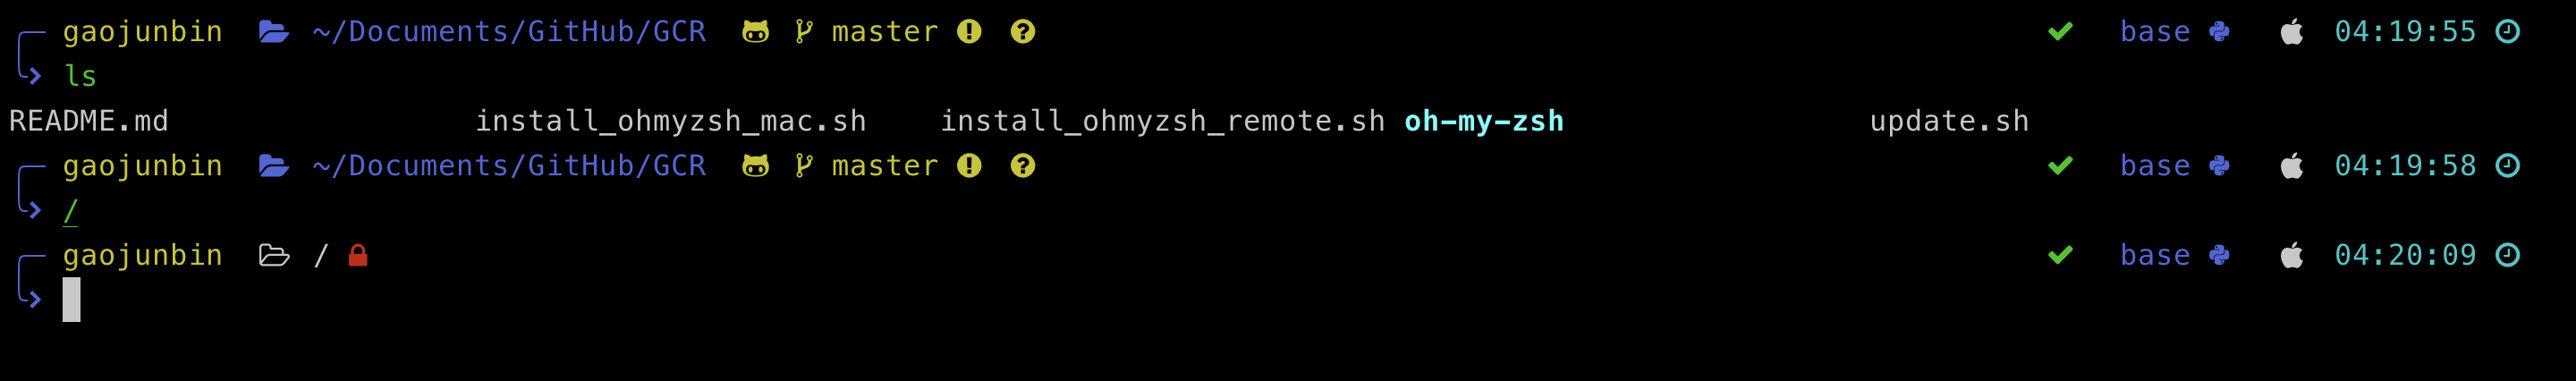 gaojunbin ~/Documents/GitHub/GCR master base 04:19:55
ls
README.md install_ohmyzsh_mac.sh install_ohmyzsh_remote.sh oh-my-zsh update.sh
gaojunbin ~/Documents/GitHub/GCR master base 04:19:58
/
gaojunbin / base 04:20:09